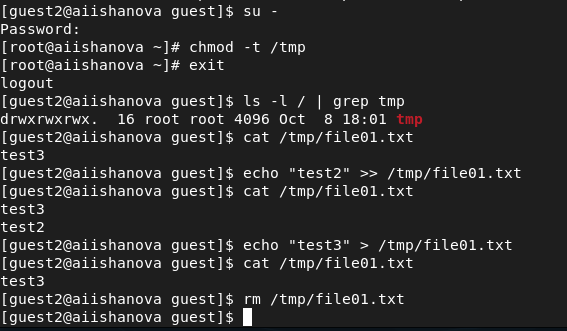 [guest2@aiishanova guest]$ su -
Password:
[root@aiishanova ~]# chmod -t /tmp
[root@aiishanova ~]# exit
logout
[guest2@aiishanova guest]$ ls -l / | grep tmp
drwxrwxrwx.  16 root root 4096 Oct  8 18:01 tmp
[guest2@aiishanova guest]$ cat /tmp/file01.txt
test3
[guest2@aiishanova guest]$ echo "test2" >> /tmp/file01.txt
[guest2@aiishanova guest]$ cat /tmp/file01.txt
test3
test2
[guest2@aiishanova guest]$ echo "test3" > /tmp/file01.txt
[guest2@aiishanova guest]$ cat /tmp/file01.txt
test3
[guest2@aiishanova guest]$ rm /tmp/file01.txt
[guest2@aiishanova guest]$